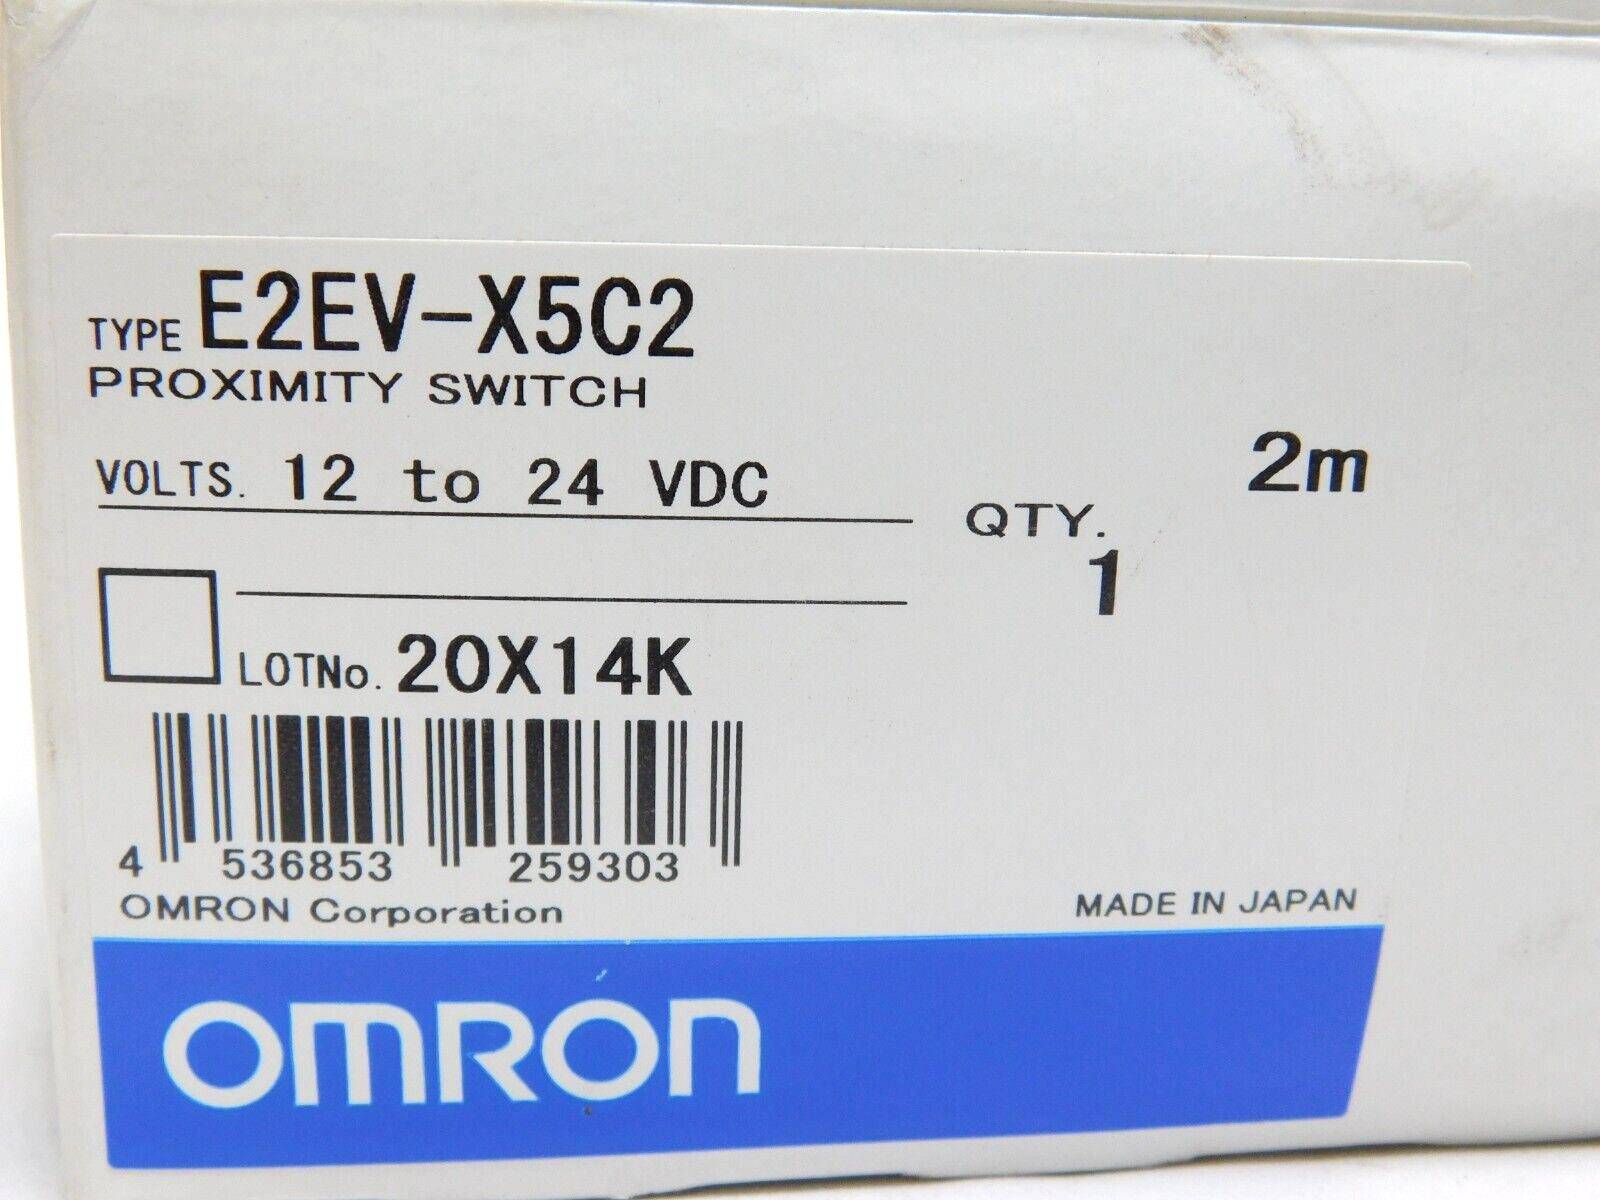 TYPE E2EV-X5C2
PROXIMITY SWITCH
VOLTS. 12 to 24 VDC
2m
QTY.
1
LOTNo. 20X14K
4 536853 259303
OMRON Corporation
MADE IN JAPAN
OMRON